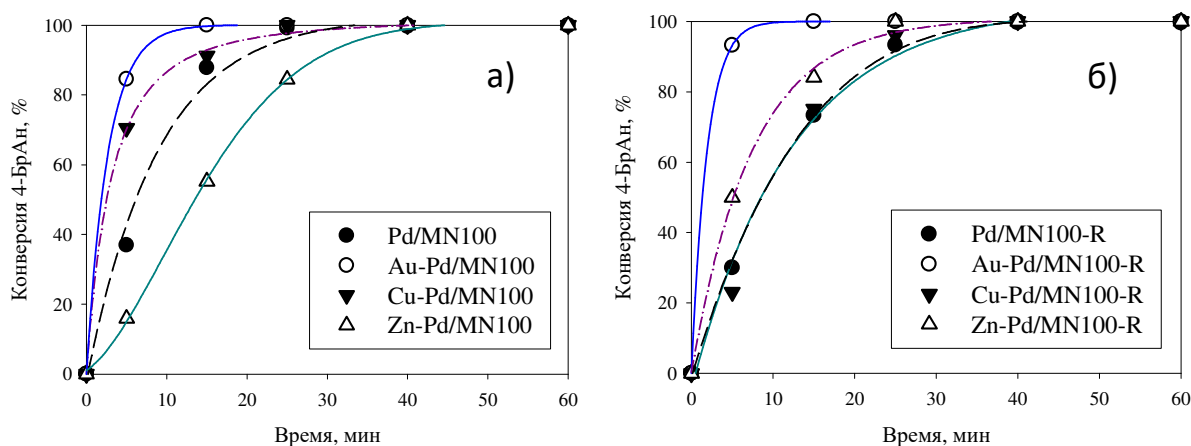 а)
Конверсия 4-БрАн, %
100
80
60
40
20
0
Pd/MN100
Au-Pd/MN100
Cu-Pd/MN100
Zn-Pd/MN100
0 10 20 30 40 50 60
Время, мин
б)
Конверсия 4-БрАн, %
100
80
60
40
20
0
Pd/MN100-R
Au-Pd/MN100-R
Cu-Pd/MN100-R
Zn-Pd/MN100-R
0 10 20 30 40 50 60
Время, мин